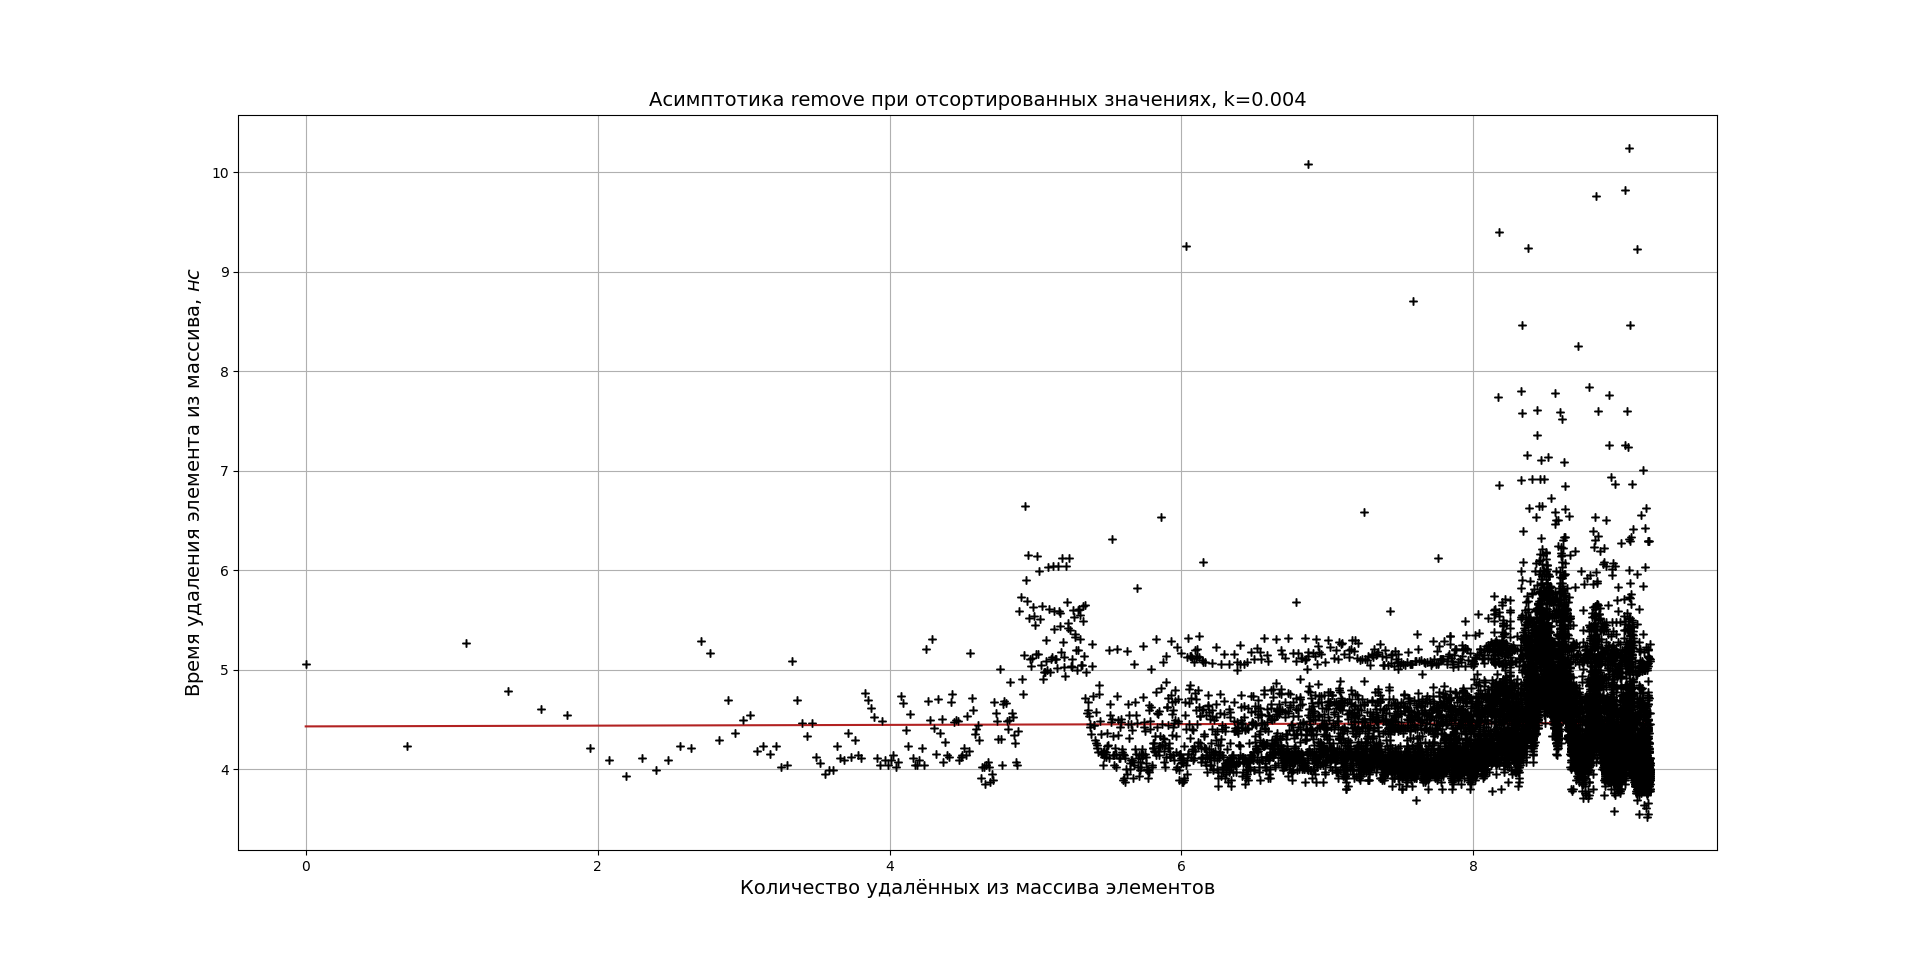 Асимптотика remove при отсортированных значениях, k=0.004
Время удаления элемента из массива, нс
10
9
8
7
6
5
4
0 2 4 6 8
Количество удалённых из массива элементов